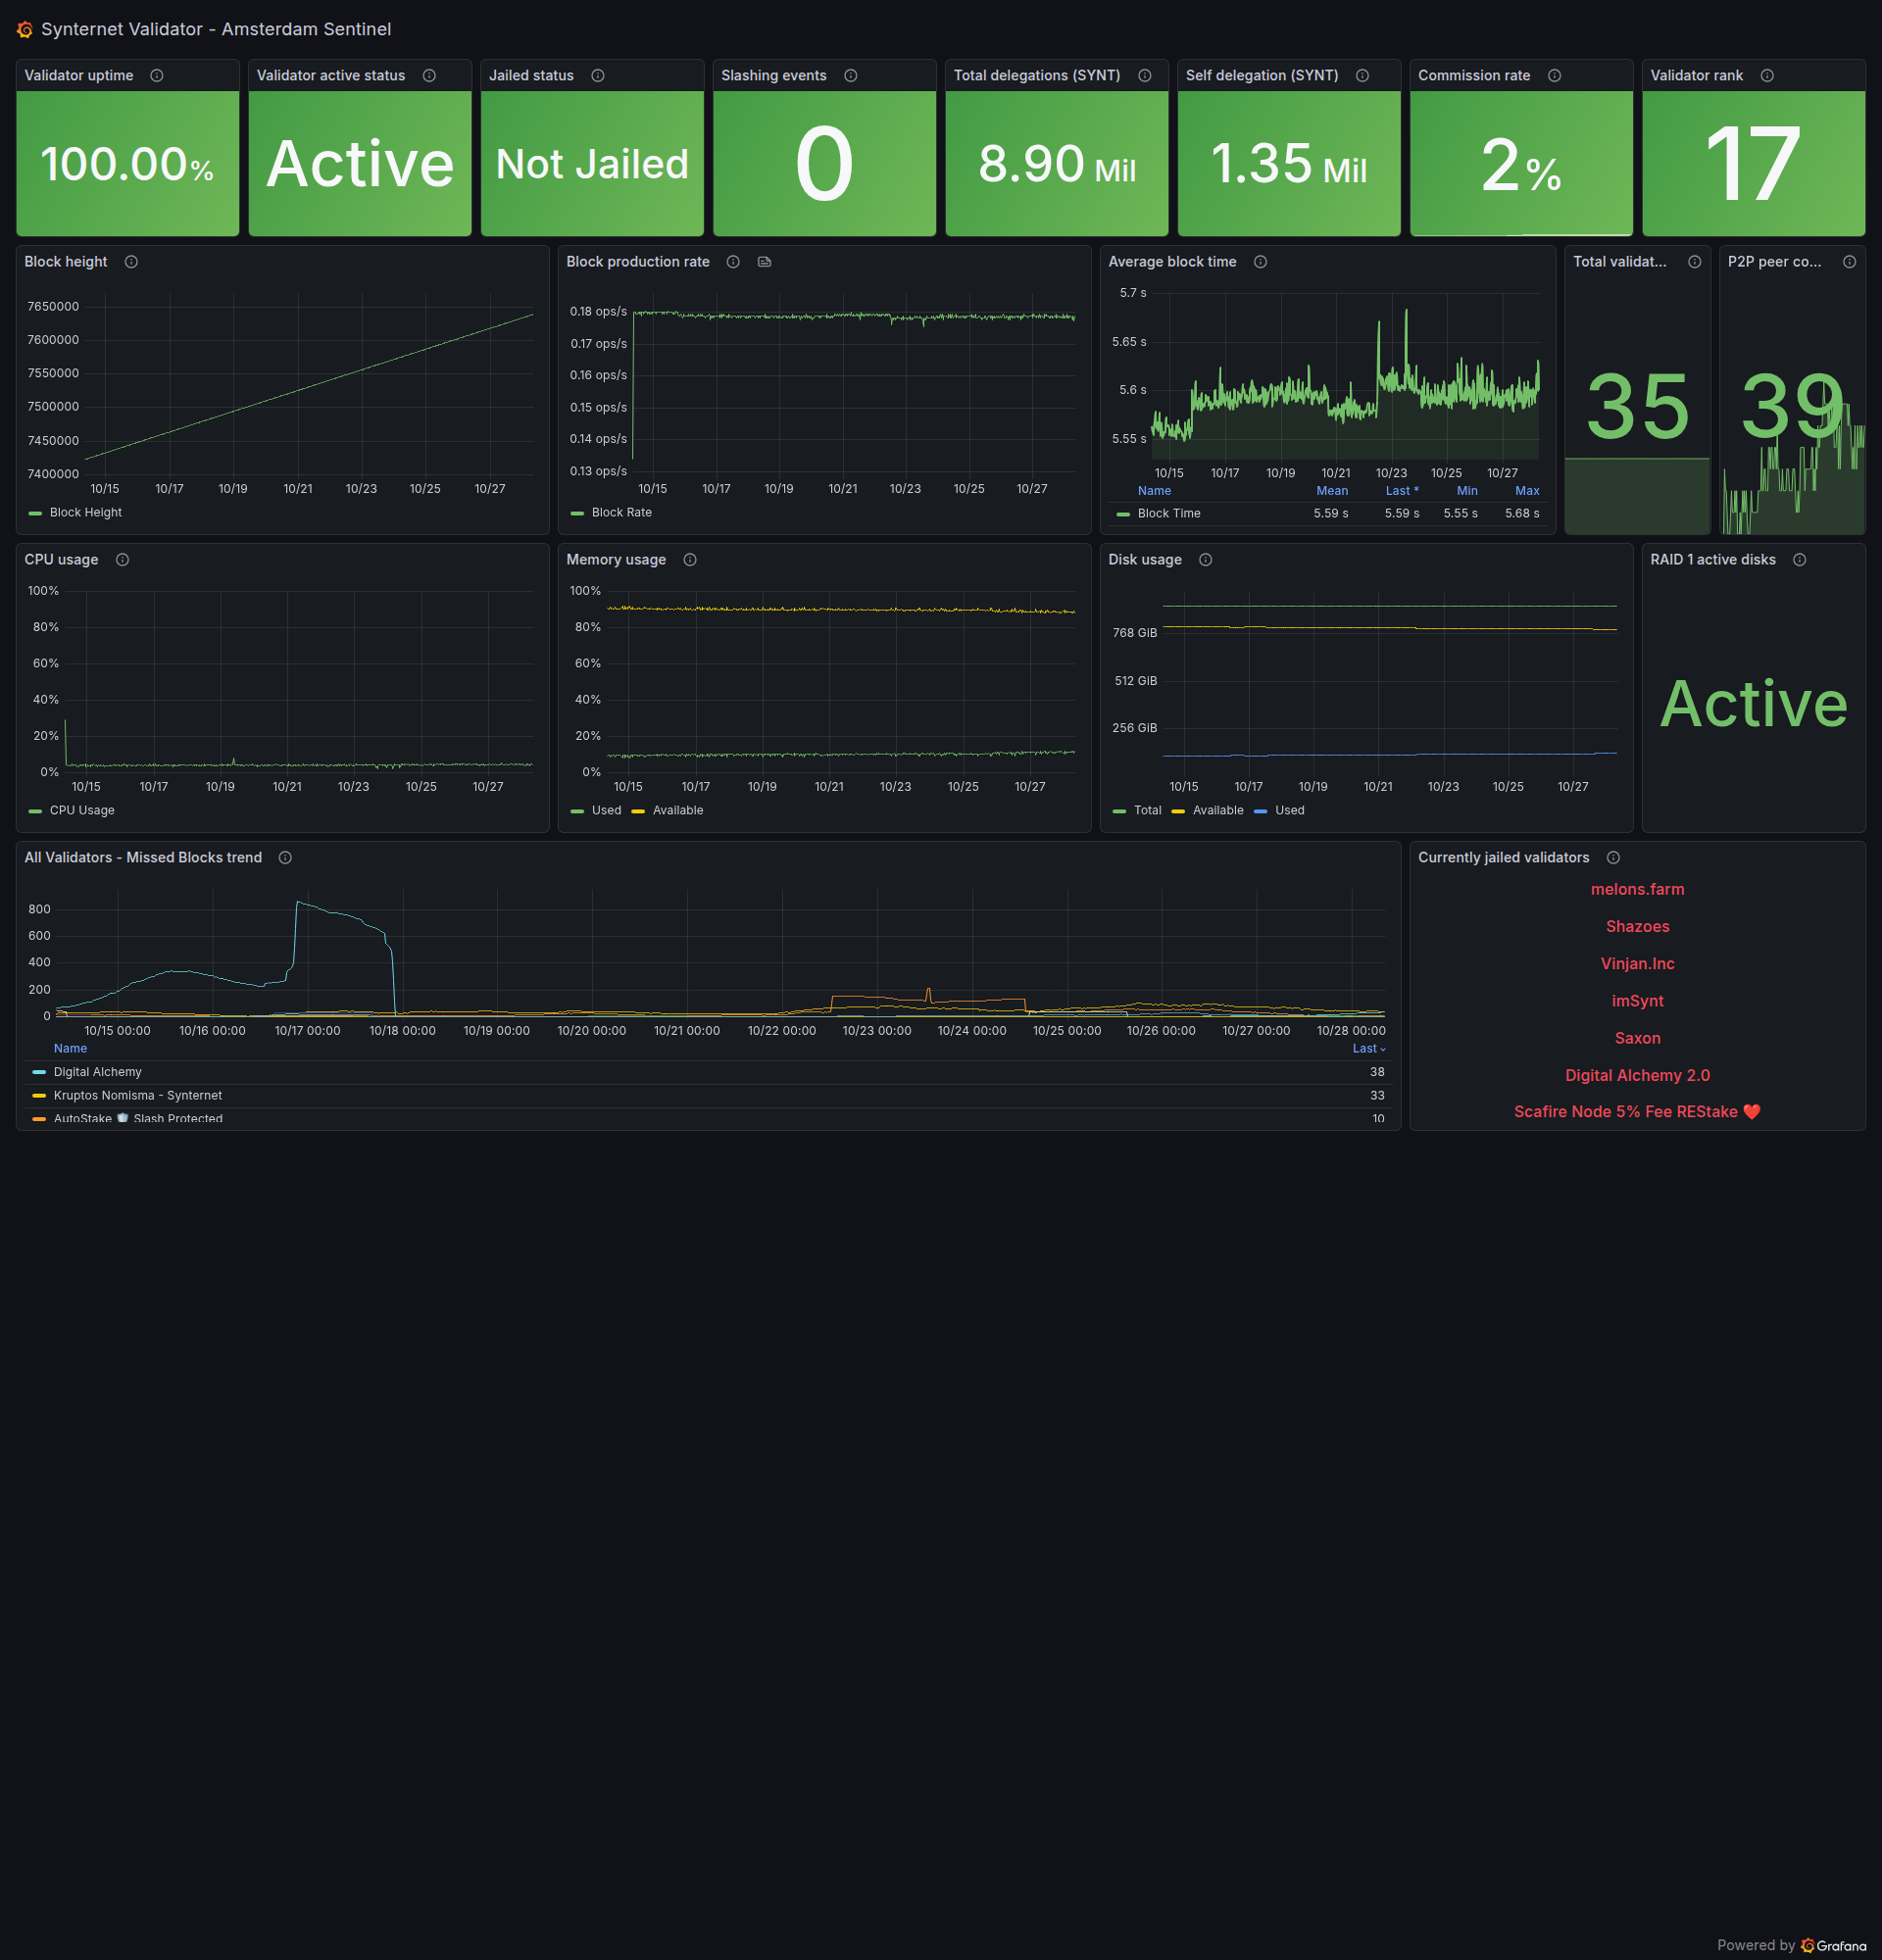 Synternet Validator - Amsterdam Sentinel
Validator uptime
100.00%
Validator active status
Active
Jailed status
Not Jailed
Slashing events
0
Total delegations (SYNT)
8.90 Mil
Self delegation (SYNT)
1.35 Mil
Commission rate
2%
Validator rank
17
Block height
7650000
7600000
7550000
7500000
7450000
7400000
10/15 10/17 10/19 10/21 10/23 10/25 10/27
Block Height
Block production rate
0.18 ops/s
0.17 ops/s
0.16 ops/s
0.15 ops/s
0.14 ops/s
0.13 ops/s
10/15 10/17 10/19 10/21 10/23 10/25 10/27
Block Rate
Average block time
5.7 s
5.65 s
5.6 s
5.55 s
10/15 10/17 10/19 10/21 10/23 10/25 10/27
Name Mean Last * Min Max
Block Time 5.59 s 5.59 s 5.55 s 5.68 s
Total validat...
35
P2P peer co...
39
CPU usage
100%
80%
60%
40%
20%
0%
10/15 10/17 10/19 10/21 10/23 10/25 10/27
CPU Usage
Memory usage
100%
80%
60%
40%
20%
0%
10/15 10/17 10/19 10/21 10/23 10/25 10/27
Used Available
Disk usage
768 GiB
512 GiB
256 GiB
10/15 10/17 10/19 10/21 10/23 10/25 10/27
Total Available Used
RAID 1 active disks
Active
All Validators - Missed Blocks trend
800
600
400
200
0
10/15 00:00 10/16 00:00 10/17 00:00 10/18 00:00 10/19 00:00 10/20 00:00 10/21 00:00 10/22 00:00 10/23 00:00 10/24 00:00 10/25 00:00 10/26 00:00 10/27 00:00 10/28 00:00
Name Last
Digital Alchemy 38
Kruptos Nomisma - Synternet 33
AutoStake 🛡️ Slash Protected 10
Currently jailed validators
melons.farm
Shazoes
Vinjan.Inc
imSynt
Saxon
Digital Alchemy 2.0
Scafire Node 5% Fee REStake ❤️
Powered by Grafana